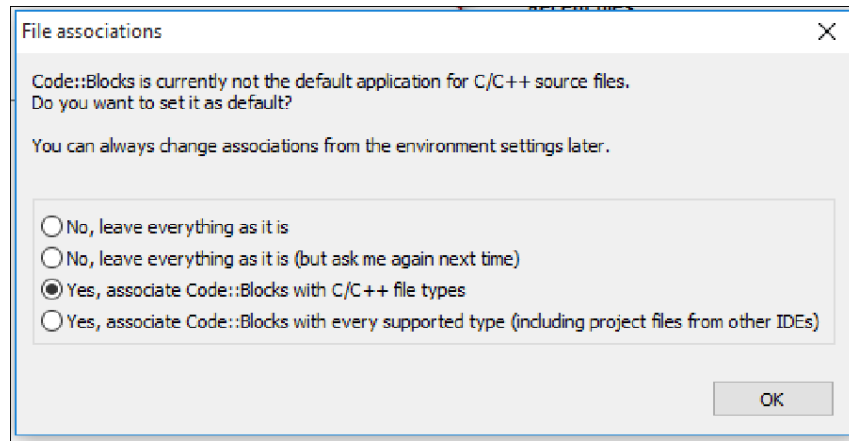 File associations
Code::Blocks is currently not the default application for C/C++ source files.
Do you want to set it as default?
You can always change associations from the environment settings later.
No, leave everything as it is
No, leave everything as it is (but ask me again next time)
Yes, associate Code::Blocks with C/C++ file types
Yes, associate Code::Blocks with every supported type (including project files from other IDEs)
OK